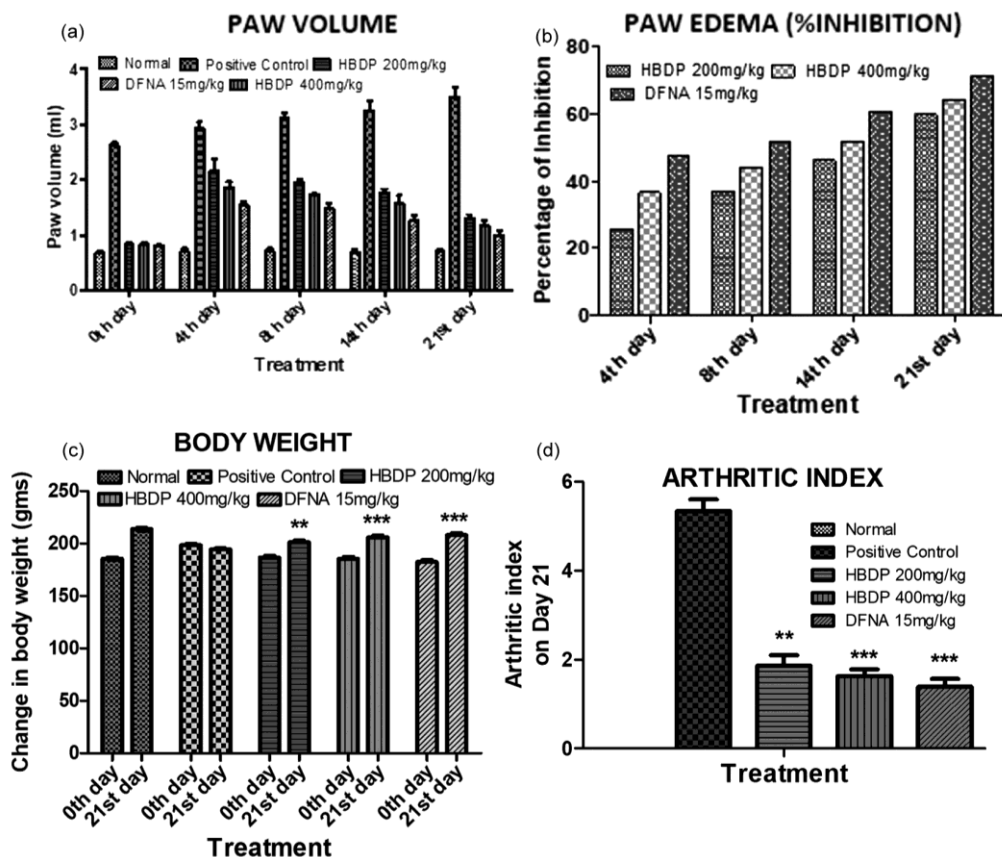 (a)
PAW VOLUME
Normal Positive Control HBDP 200mg/kg
DFNA 15mg/kg HBDP 400mg/kg
4
3
2
1
0
Paw volume (ml)
0th day 4th day 8th day 14th day 21st day
Treatment
(b)
PAW EDEMA (%INHIBITION)
HBDP 200mg/kg HBDP 400mg/kg
DFNA 15mg/kg
80
60
40
20
0
Percentage of Inhibition
4th day 8th day 14th day 21st day
Treatment
(c)
BODY WEIGHT
Normal Positive Control HBDP 200mg/kg
HBDP 400mg/kg DFNA 15mg/kg
250
200
150
100
50
0
Change in body weight (gms)
** *** ***
0th day 21st day 0th day 21st day 0th day 21st day 0th day 21st day 0th day 21st day
Treatment
(d)
ARTHRITIC INDEX
Normal
Positive Control
HBDP 200mg/kg
HBDP 400mg/kg
DFNA 15mg/kg
6
4
2
0
Arthritic index
on Day 21
** *** ***
Treatment